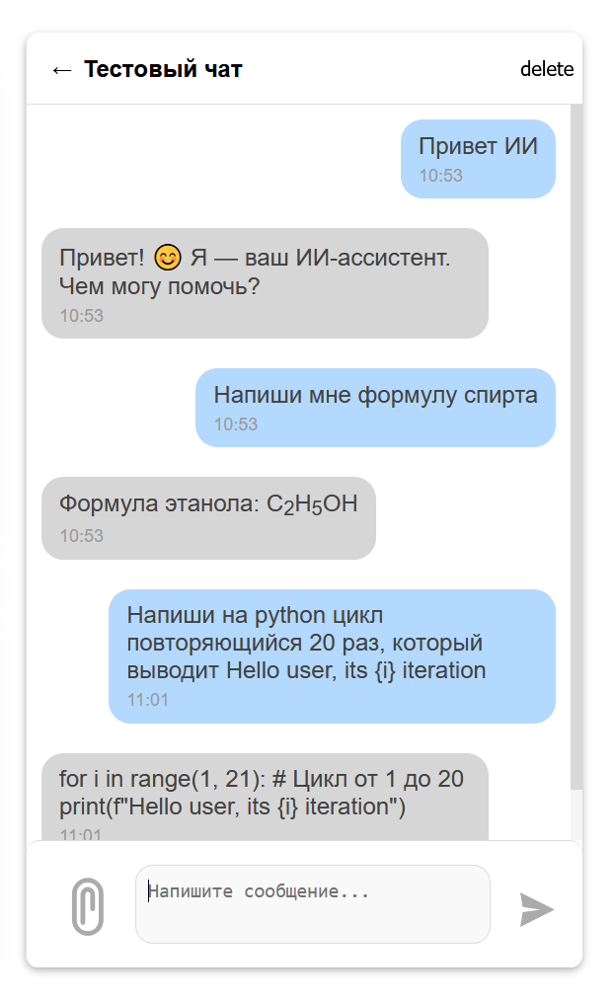 ← Тестовый чат delete
Привет ИИ
10:53
Привет! 😊 Я — ваш ИИ-ассистент.
Чем могу помочь?
10:53
Напиши мне формулу спирта
10:53
Формула этанола: C₂H₅OH
10:53
Напиши на python цикл
повторяющийся 20 раз, который
выводит Hello user, its {i} iteration
11:01
for i in range(1, 21): # Цикл от 1 до 20
print(f"Hello user, its {i} iteration")
11:01
Напишите сообщение...